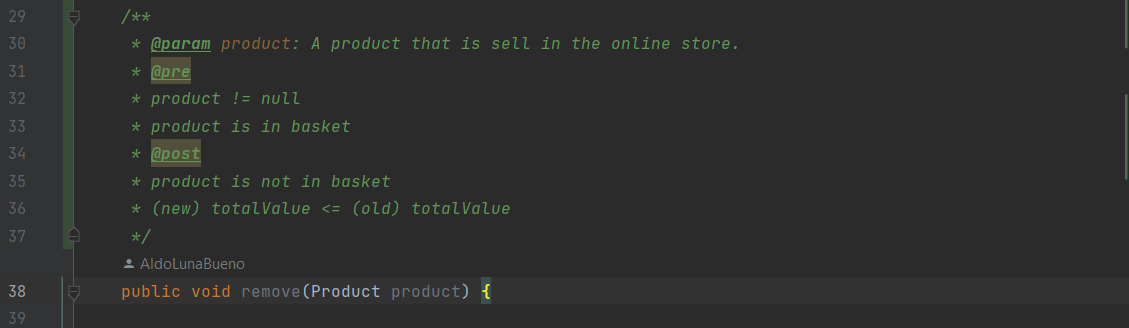 29 /**
30 * @param product: A product that is sell in the online store.
31 * @pre
32 * product != null
33 * product is in basket
34 * @post
35 * product is not in basket
36 * (new) totalValue <= (old) totalValue
37 */
AldoLunaBueno
38 public void remove(Product product) {
39